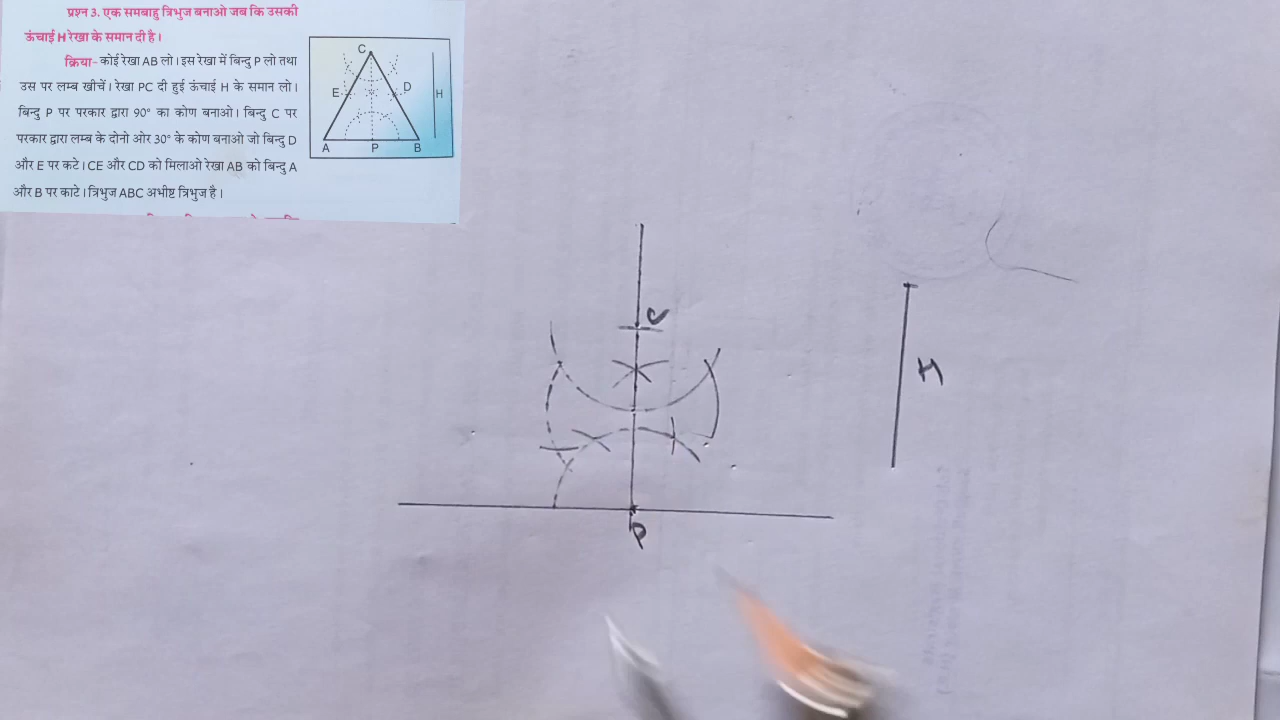 प्रश्न 3. एक समबाहु त्रिभुज बनाओ जब कि उसकी
ऊंचाई H रेखा के समान दी है।
क्रिया- कोई रेखा AB लो। इस रेखा में बिन्दु P लो तथा
उस पर लम्ब खीचें। रेखा PC दी हुई ऊंचाई H के समान लो।
बिन्दु P पर परकार द्वारा 90° का कोण बनाओ। बिन्दु C पर
परकार द्वारा लम्ब के दोनो ओर 30° के कोण बनाओ जो बिन्दु D
और E पर कटे। CE और CD को मिलाओ रेखा AB को बिन्दु A
और B पर काटे। त्रिभुज ABC अभीष्ट त्रिभुज है।
C
E D H
A P B
C
H
P